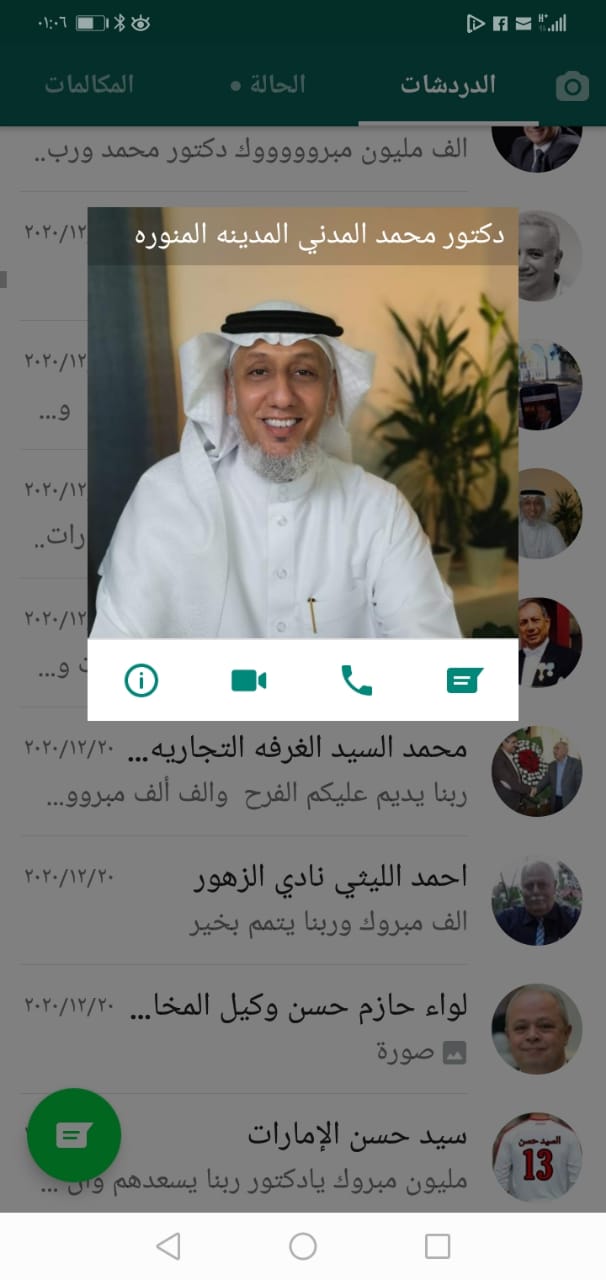 ٠١:٠٦
الدردشات
الحالة
المكالمات
الف مليون مبروووووك دكتور محمد ورب..
٢٠٢٠/١٢
دكتور محمد المدني المدينه المنوره
٢٠٢٠/١٢
و...
٢٠٢٠/١٢
رات..
٢٠٢٠/١٢
ت و...
محمد السيد الغرفه التجاريه...
٢٠٢٠/١٢/٢٠
ربنا يديم عليكم الفرح والف ألف مبروو...
احمد الليثي نادي الزهور
٢٠٢٠/١٢/٢٠
الف مبروك وربنا يتمم بخير
لواء حازم حسن وكيل المخا...
٢٠٢٠/١٢/٢٠
صورة
سيد حسن الإمارات
مليون مبروك يادكتور ربنا يسعدهم وان ...
السيد حسن
13